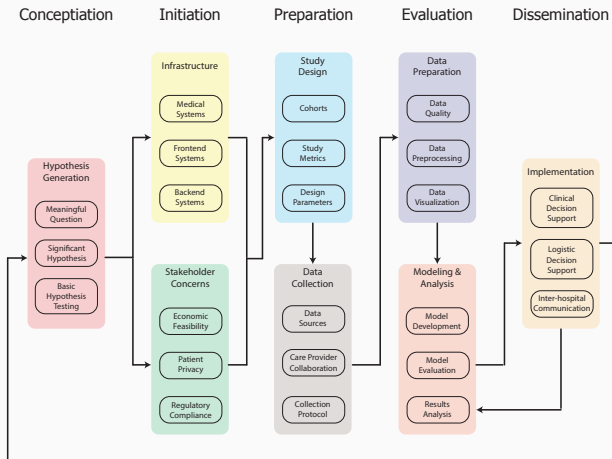 Conceptiation
Initiation
Preparation
Evaluation
Dissemination
Hypothesis
Generation
Meaningful
Question
Significant
Hypothesis
Basic
Hypothesis
Testing
Infrastructure
Medical
Systems
Frontend
Systems
Backend
Systems
Stakeholder
Concerns
Economic
Feasibility
Patient
Privacy
Regulatory
Compliance
Study
Design
Cohorts
Study
Metrics
Design
Parameters
Data
Collection
Data
Sources
Care Provider
Collaboration
Collection
Protocol
Data
Preparation
Data
Quality
Data
Preprocessing
Data
Visualization
Modeling &
Analysis
Model
Development
Model
Evaluation
Results
Analysis
Implementation
Clinical
Decision
Support
Logistic
Decision
Support
Inter-hospital
Communication